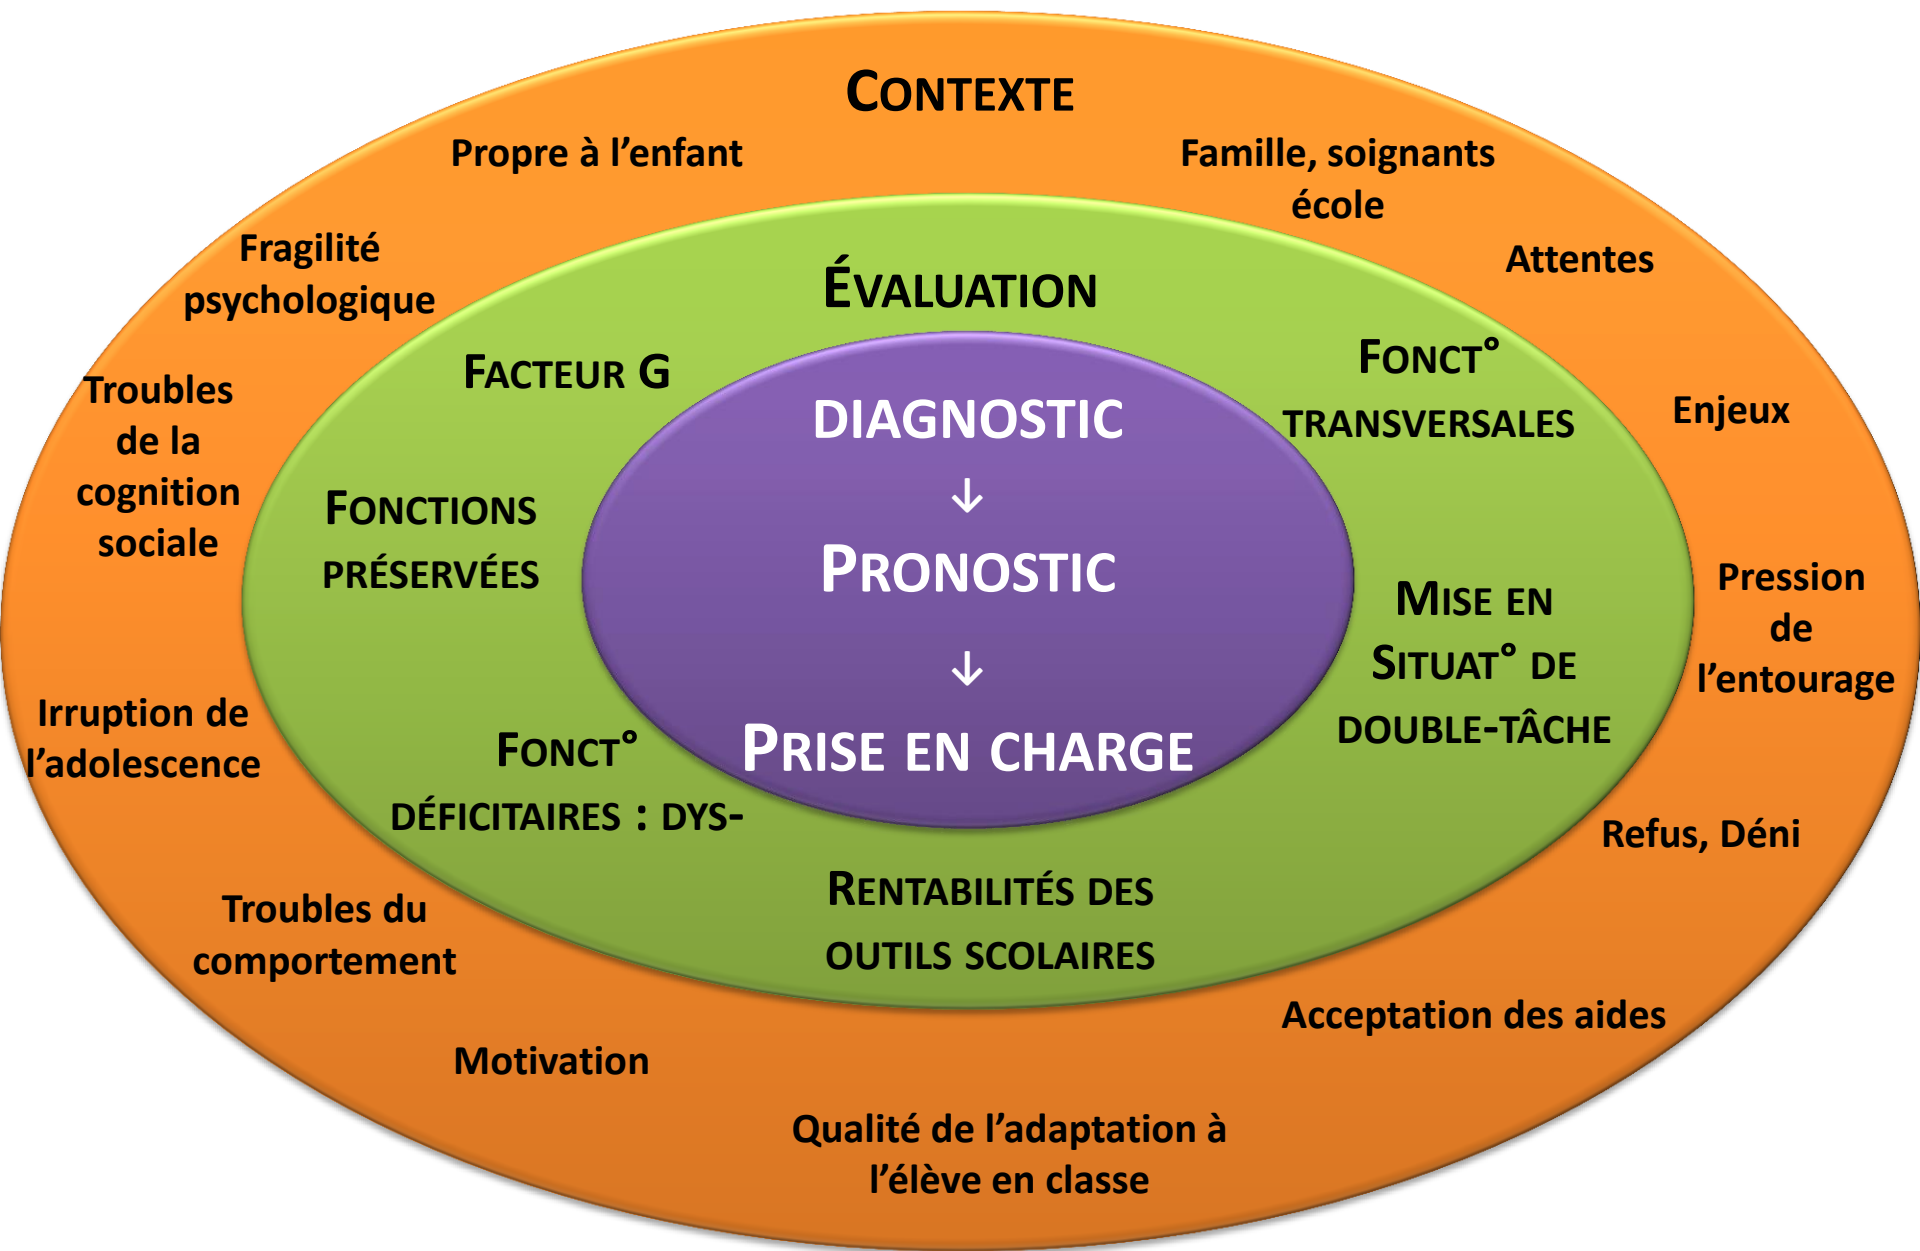 CONTEXTE
Propre à l’enfant
Famille, soignants
école
Fragilité
psychologique
Attentes
Troubles
de la
cognition
sociale
Enjeux
Irruption de
l’adolescence
Pression
de
l’entourage
Troubles du
comportement
Refus, Déni
Motivation
Acceptation des aides
Qualité de l’adaptation à
l’élève en classe
ÉVALUATION
FACTEUR G
FONCT°
TRANSVERSALES
FONCTIONS
PRÉSERVÉES
MISE EN
SITUAT° DE
DOUBLE-TÂCHE
FONCT°
DÉFICITAIRES : DYS-
RENTABILITÉS DES
OUTILS SCOLAIRES
DIAGNOSTIC
↓
PRONOSTIC
↓
PRISE EN CHARGE